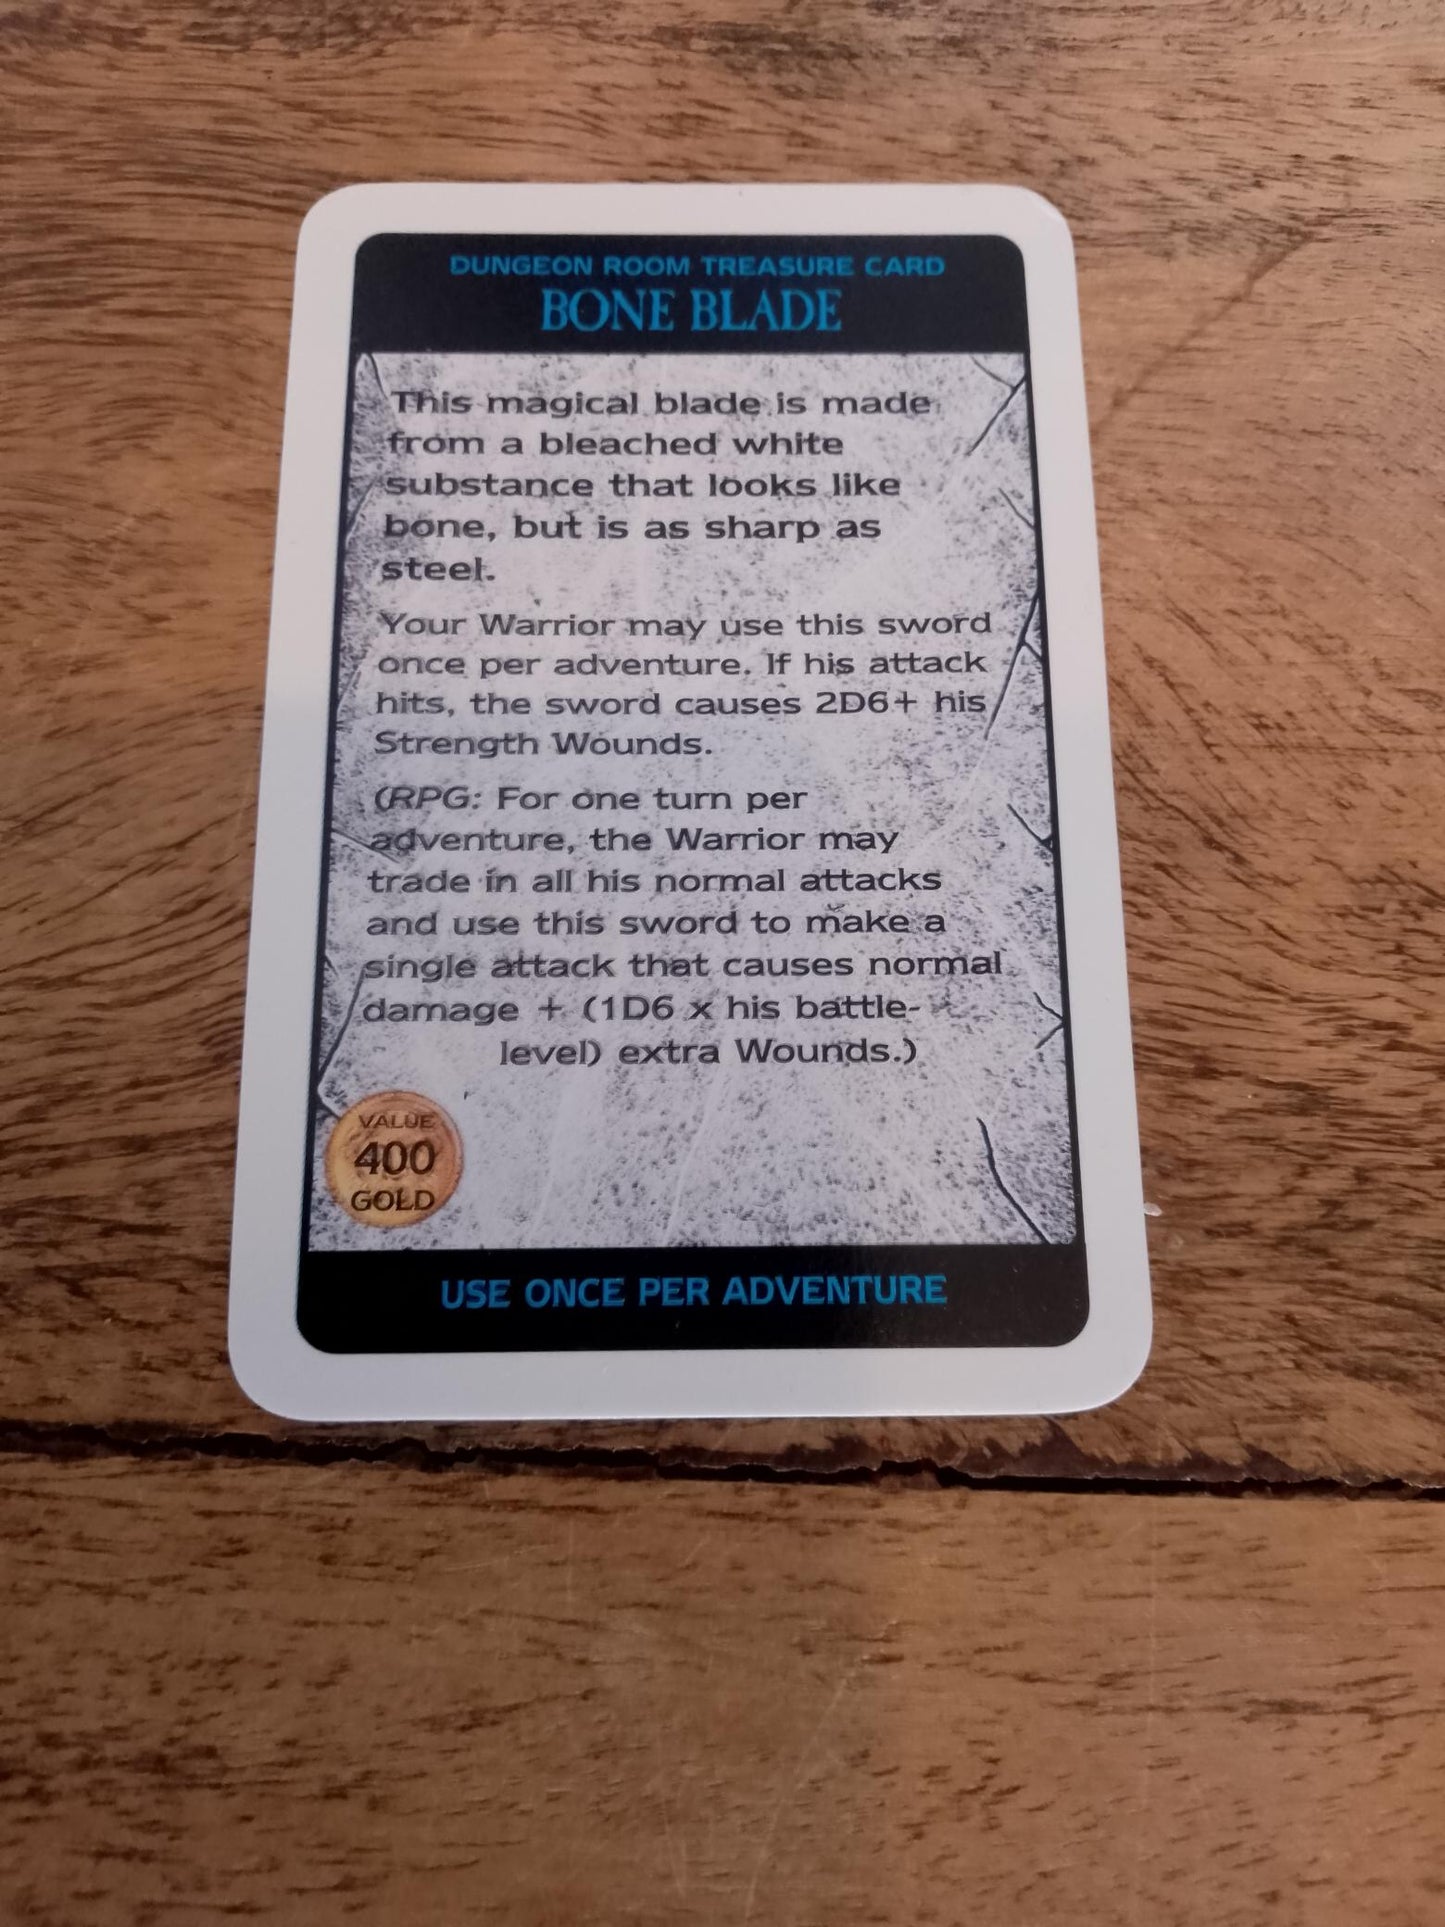 DUNGEON ROOM TREASURE CARD
BONE BLADE
This magical blade is made
from a bleached white
substance that looks like
bone, but is as sharp as
steel.
Your Warrior may use this sword
once per adventure. If his attack
hits, the sword causes 2D6+ his
Strength Wounds.
(RPG: For one turn per
adventure, the Warrior may
trade in all his normal attacks
and use this sword to make a
single attack that causes normal
damage + (1D6 x his battle-
level) extra Wounds.)
VALUE
400
GOLD
USE ONCE PER ADVENTURE